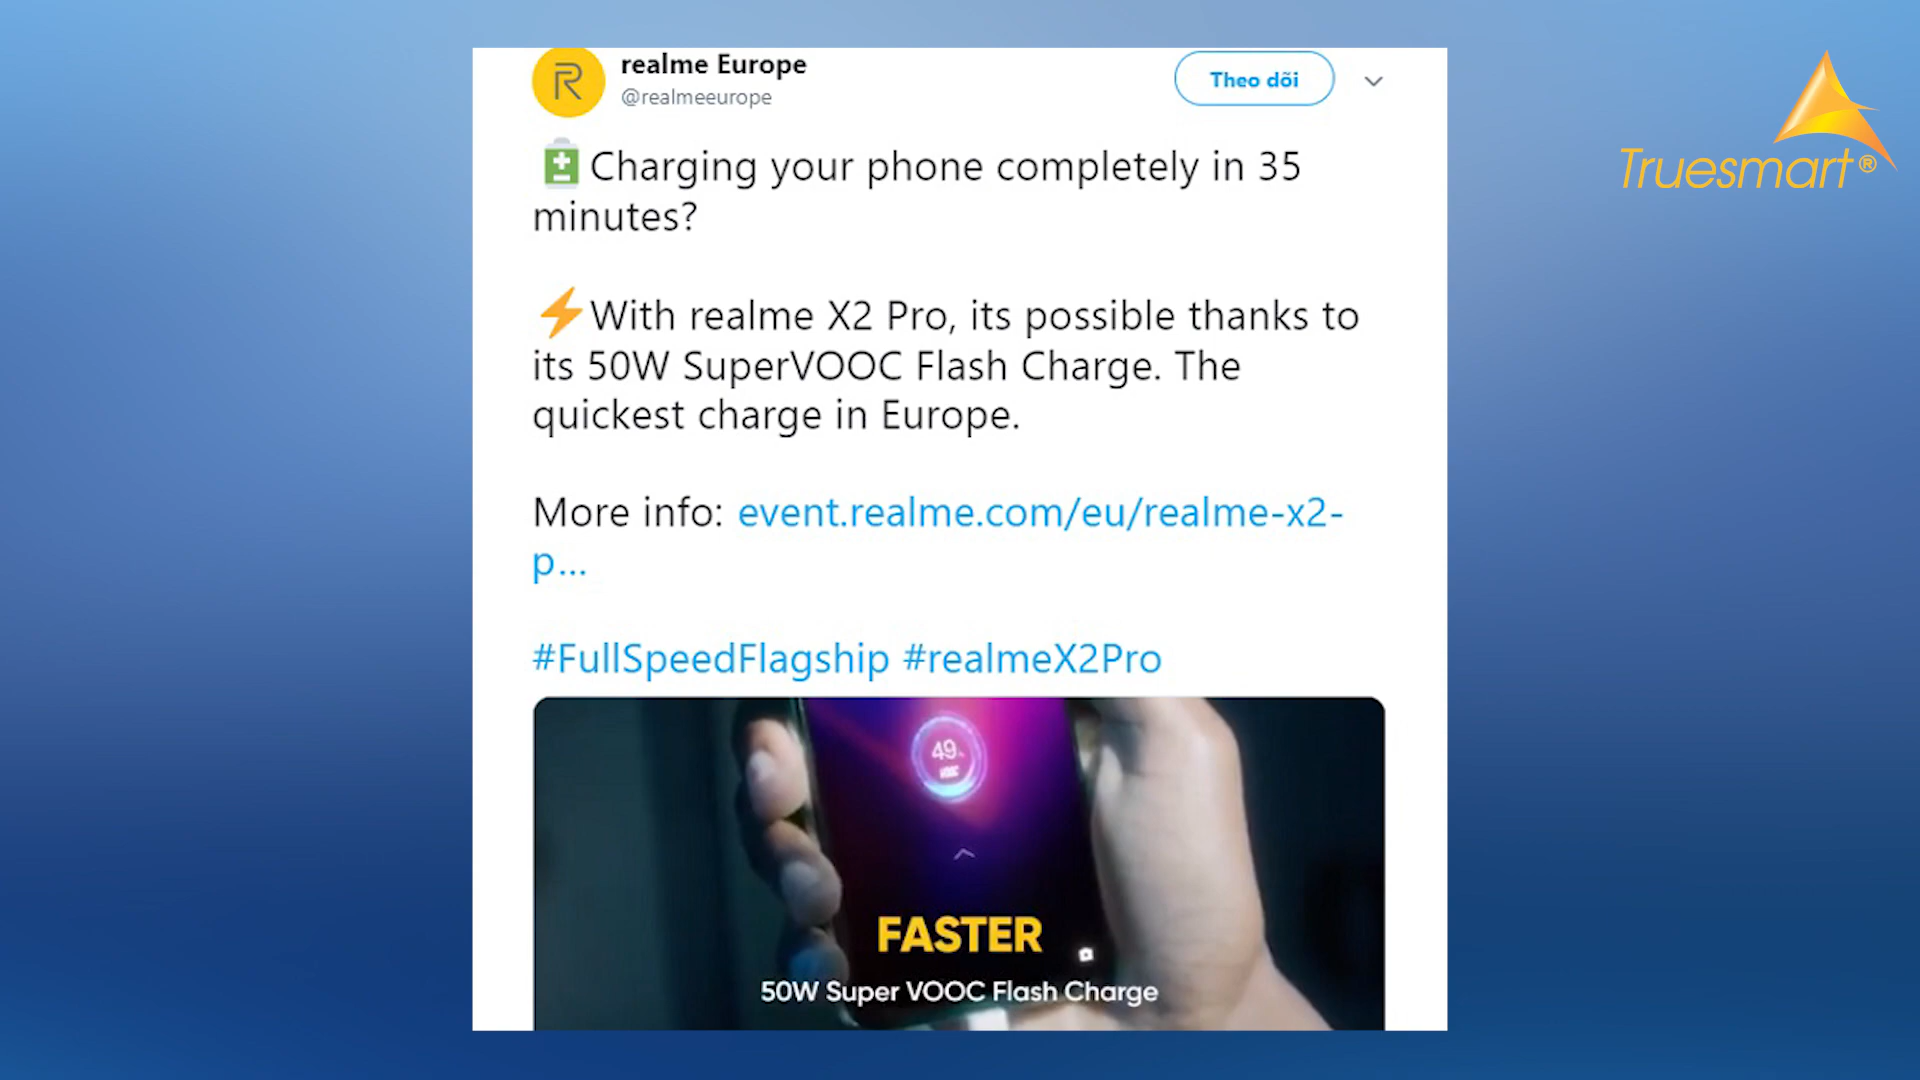 realme Europe
@realmeeurope
Theo dõi
Truesmart®
Charging your phone completely in 35
minutes?
With realme X2 Pro, its possible thanks to
its 50W SuperVOOC Flash Charge. The
quickest charge in Europe.
More info: event.realme.com/eu/realme-x2-
p...
#FullSpeedFlagship #realmeX2Pro
49
VOOC
FASTER
50W Super VOOC Flash Charge